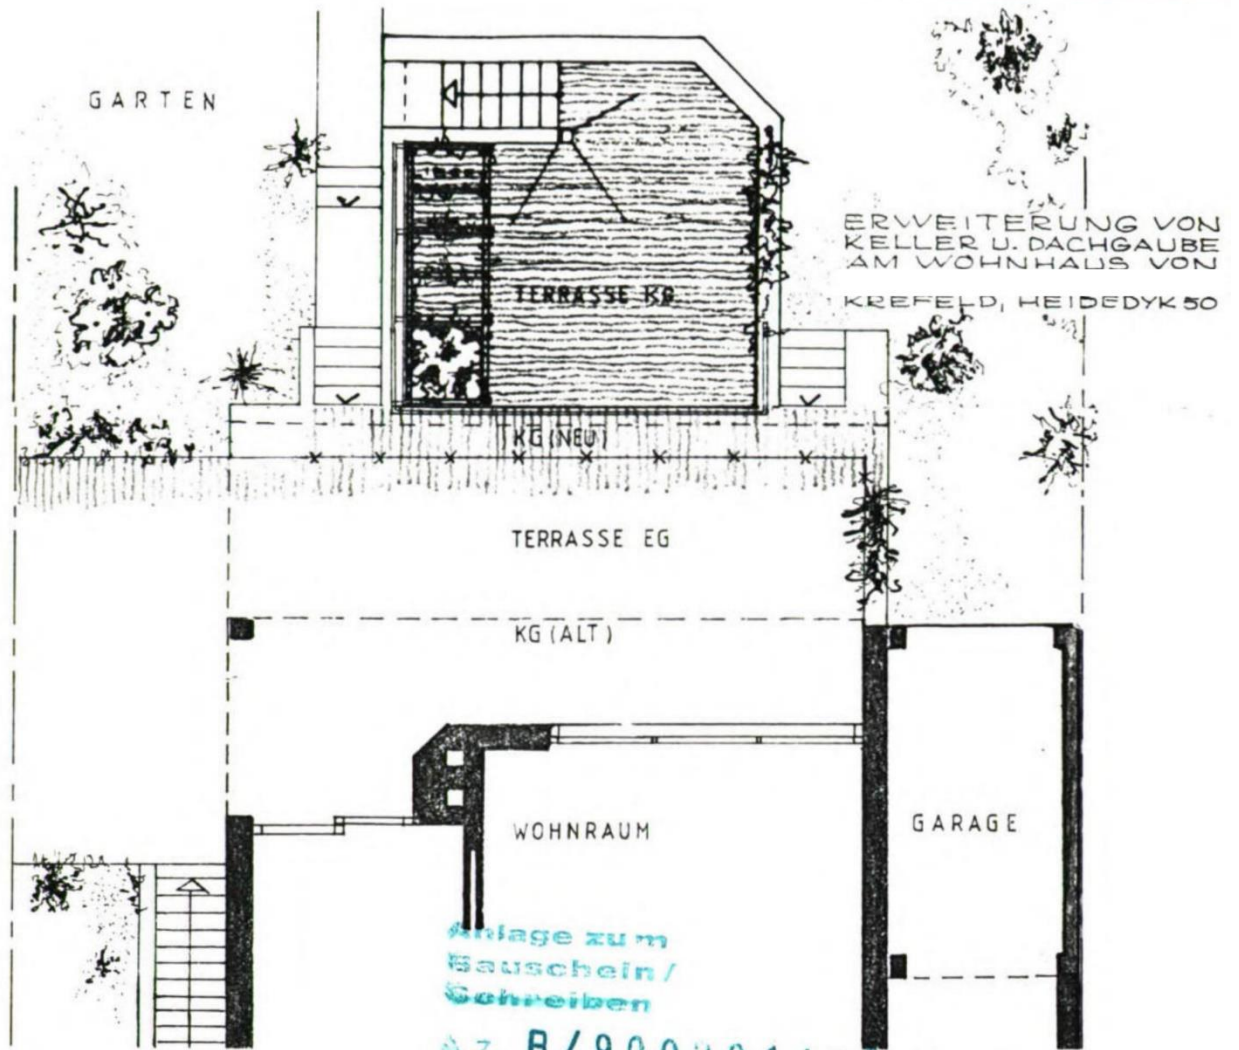 GARTEN
ERWEITERUNG VON
KELLER U. DACHGAUBE
AM WOHNHAUS VON
KREFELD, HEIDEDYK 50
TERRASSE KG
KG (NEU)
TERRASSE EG
KG (ALT)
WOHNRAUM
GARAGE
Anlage zum
Bauschein/
Schreiben